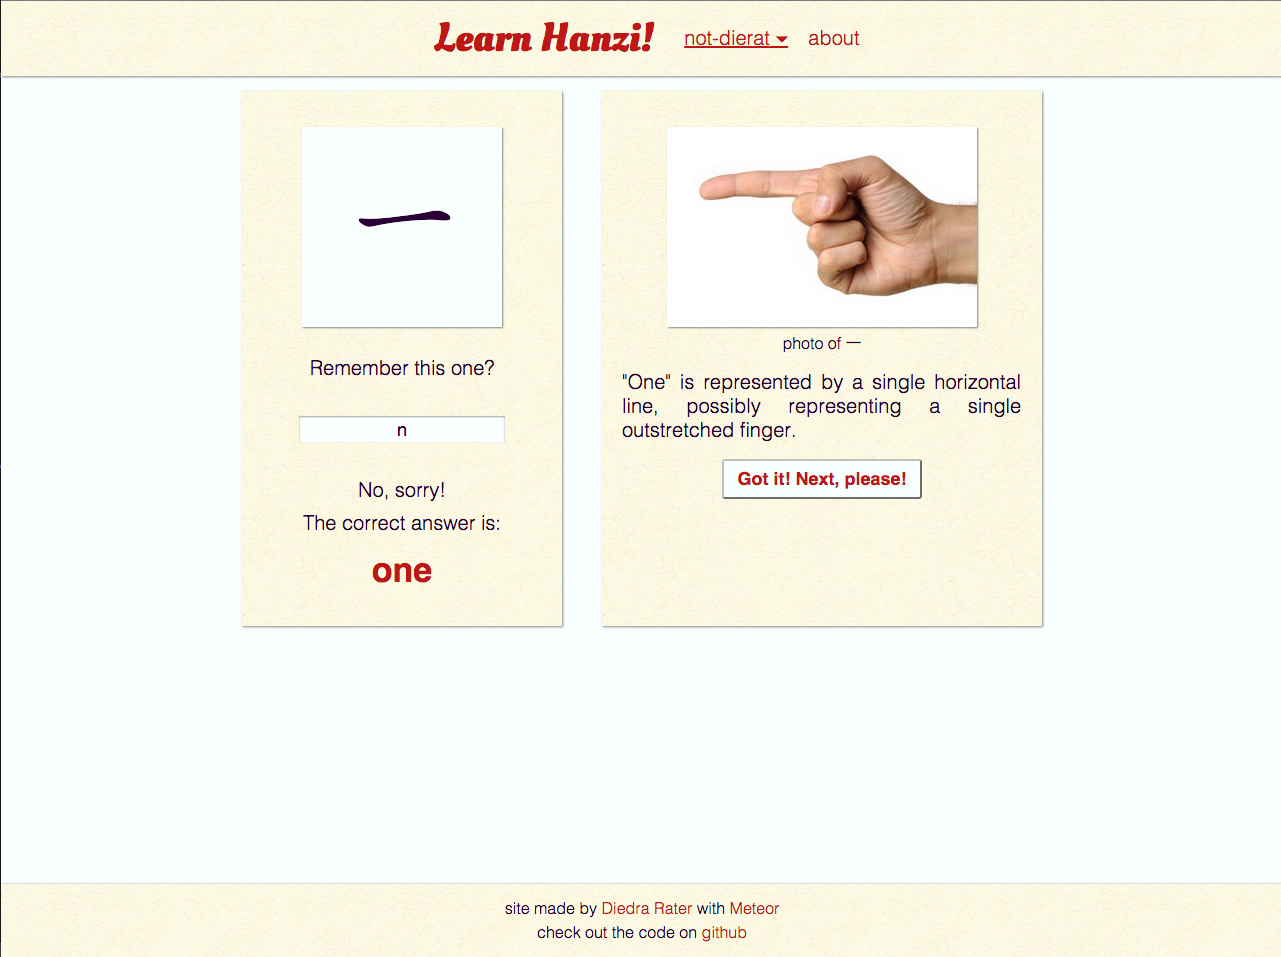 Learn Hanzi!
not-dierat
about
一
Remember this one?
n
No, sorry!
The correct answer is:
one
photo of 一
"One" is represented by a single horizontal
line, possibly representing a single
outstretched finger.
Got it! Next, please!
site made by Diedra Rater with Meteor
check out the code on github